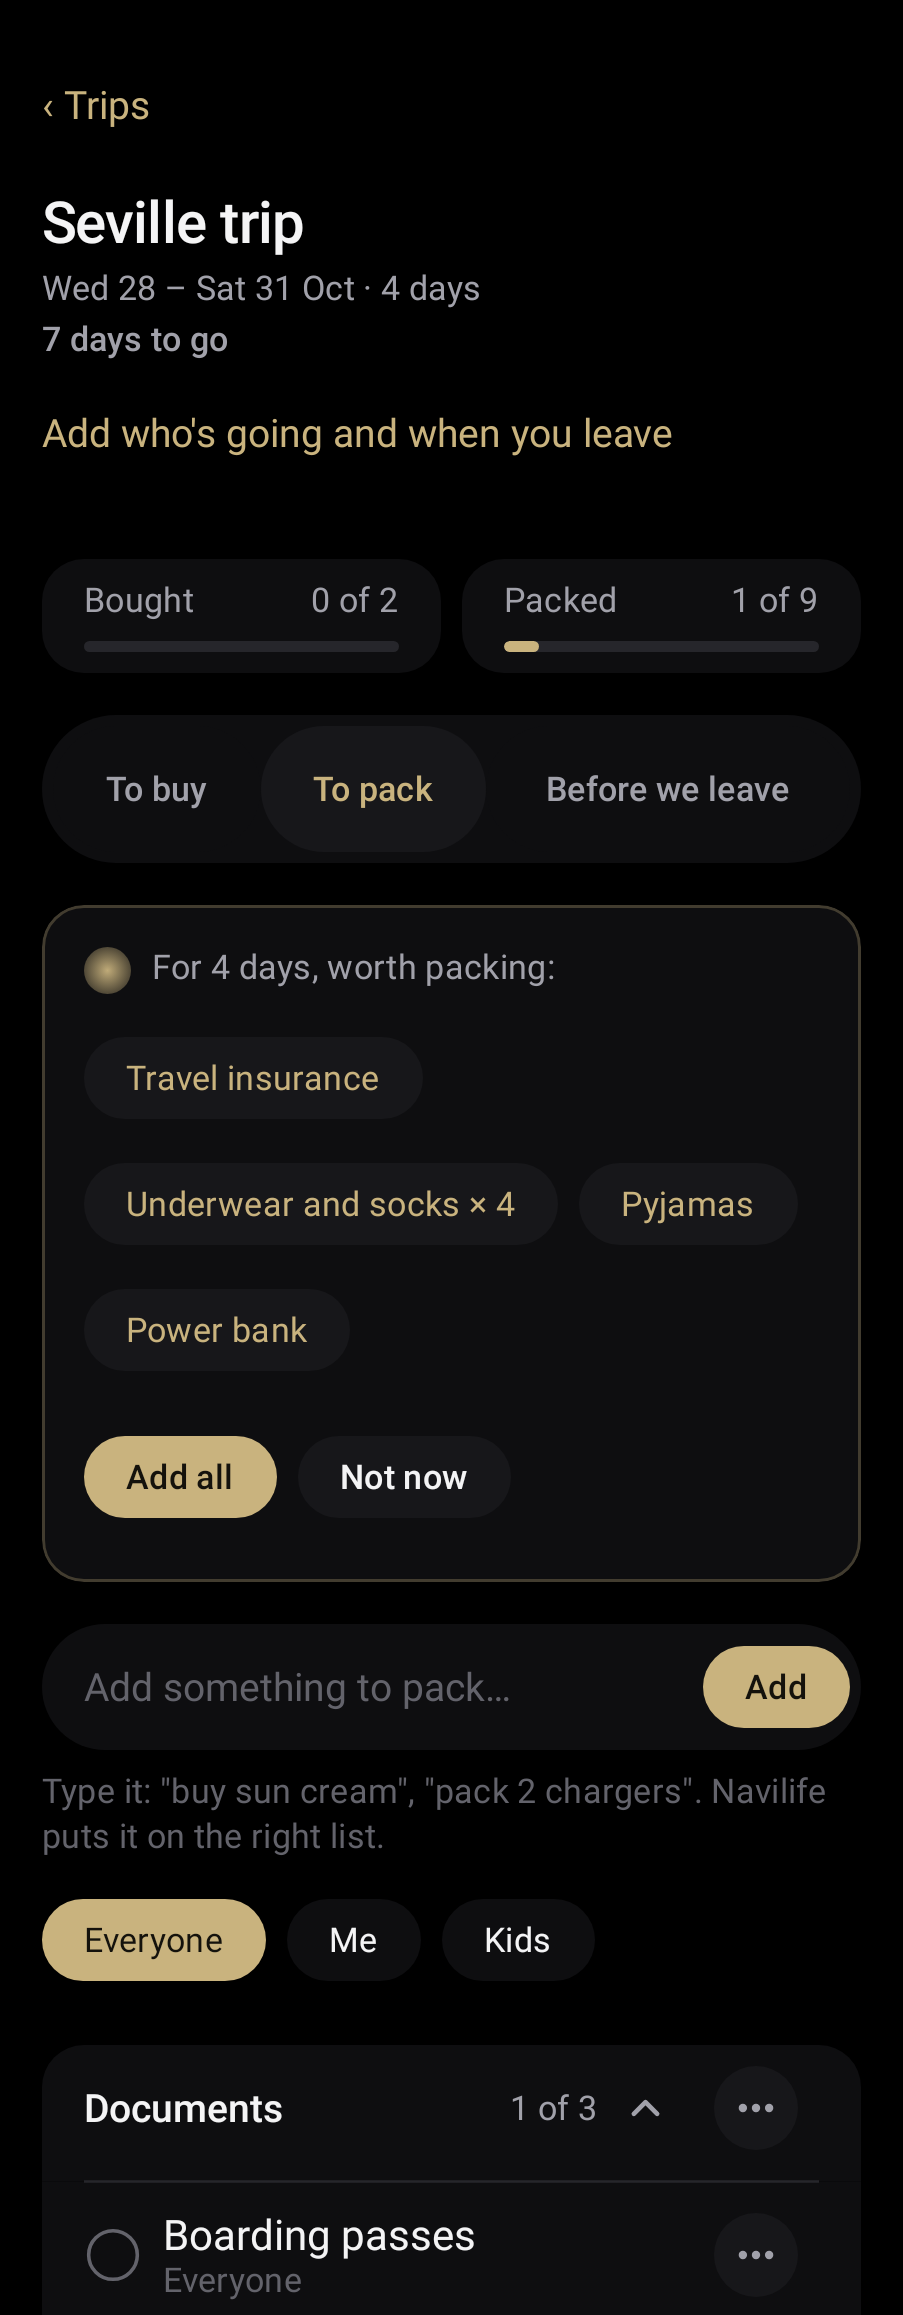 ‹ Trips
Seville trip
Wed 28 – Sat 31 Oct · 4 days
7 days to go
Add who's going and when you leave
Bought 0 of 2 Packed 1 of 9
To buy To pack Before we leave
For 4 days, worth packing:
Travel insurance
Underwear and socks × 4 Pyjamas
Power bank
Add all Not now
Add something to pack… Add
Type it: "buy sun cream", "pack 2 chargers". Navilife
puts it on the right list.
Everyone Me Kids
Documents 1 of 3
Boarding passes
Everyone